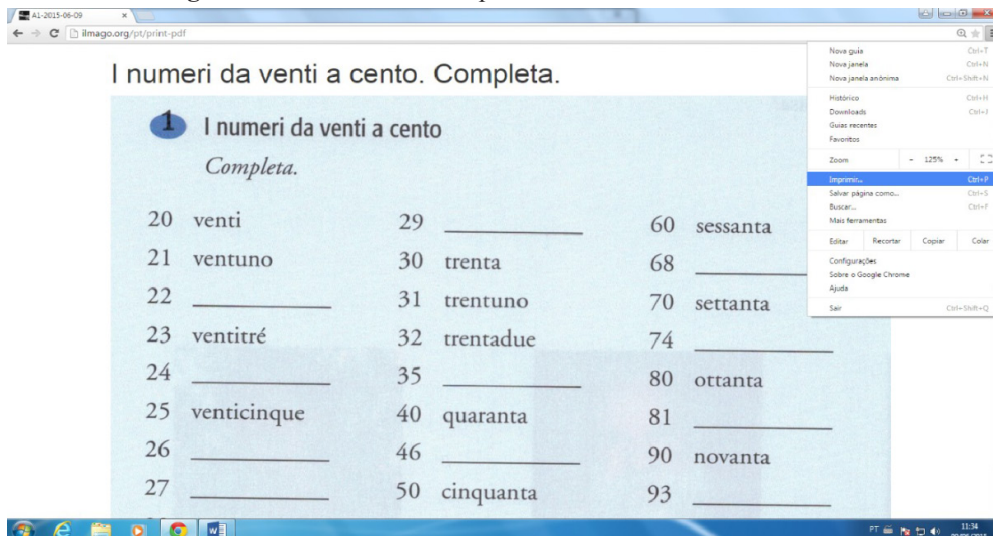 A1-2015-06-09
ilmago.org/pt/print-pdf
I numeri da venti a cento. Completa.
1 I numeri da venti a cento
Completa.
20 venti
21 ventuno
22
23 ventitré
24
25 venticinque
26
27
29
30 trenta
31 trentuno
32 trentadue
35
40 quaranta
46
50 cinquanta
60 sessanta
68
70 settanta
74
80 ottanta
81
90 novanta
93
Nova guia Ctrl+T
Nova janela Ctrl+N
Nova janela anônima Ctrl+Shift+N
Histórico Ctrl+H
Downloads Ctrl+J
Guias recentes
Favoritos
Zoom - 125% +
Imprimir... Ctrl+P
Salvar página como... Ctrl+S
Buscar... Ctrl+F
Mais ferramentas
Editar Recortar Copiar Colar
Configurações
Sobre o Google Chrome
Ajuda
Sair Ctrl+Shift+Q
PT 11:34